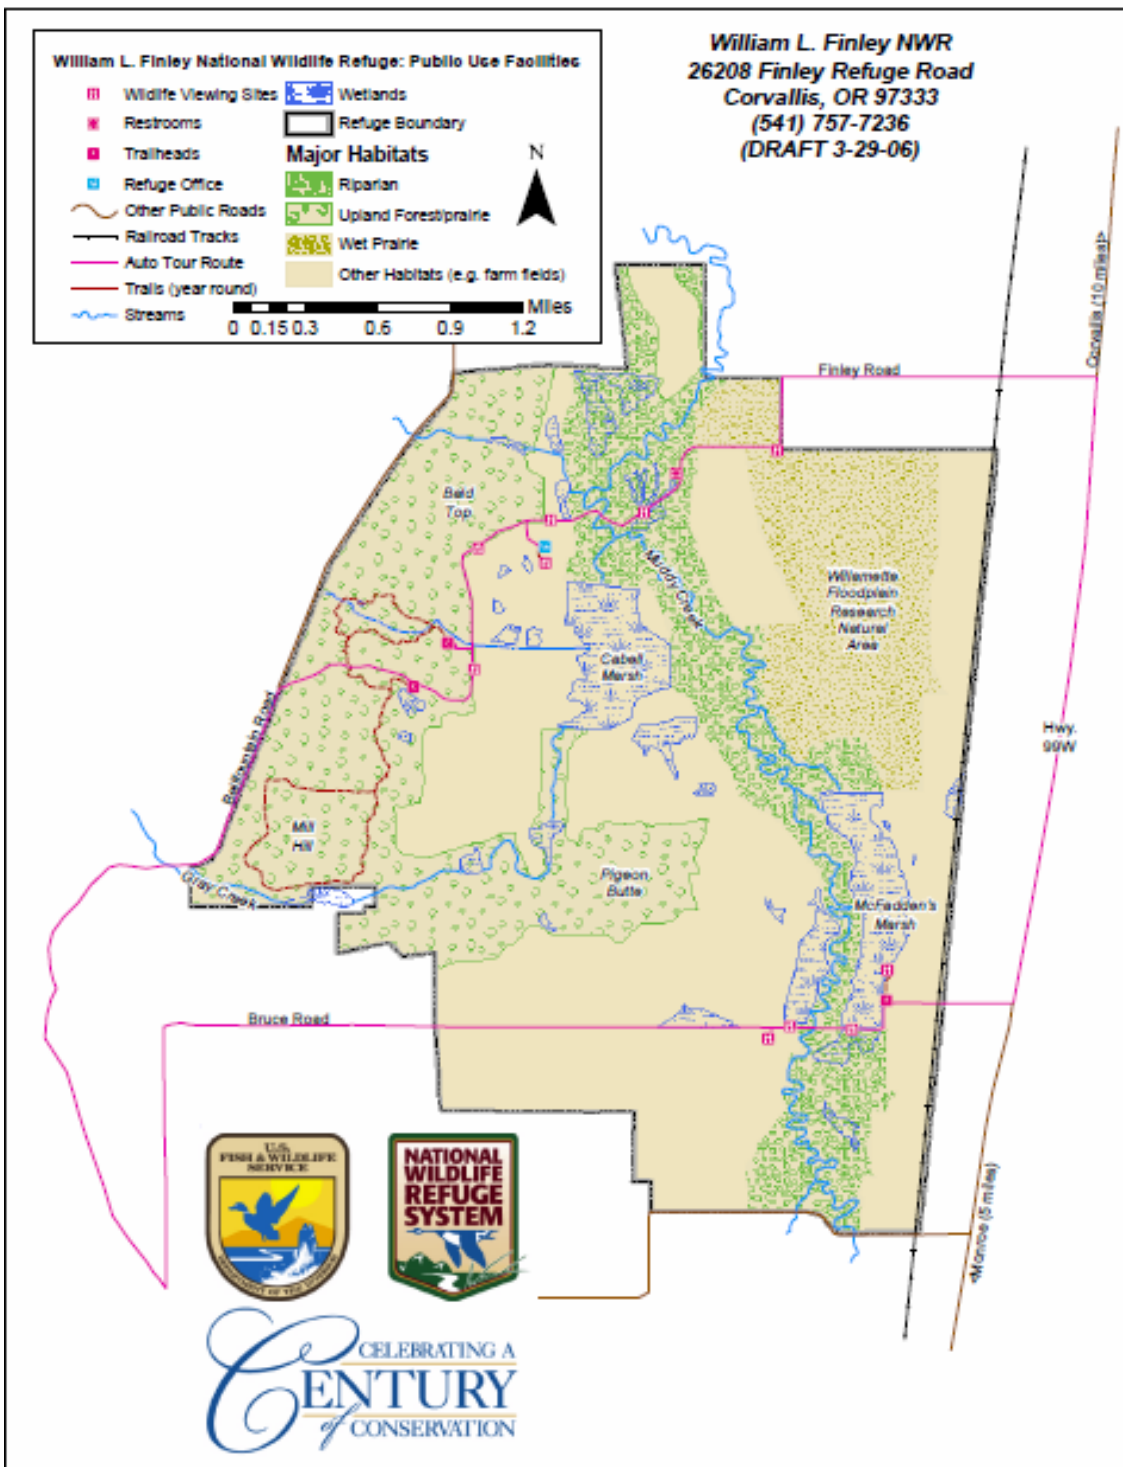 William L. Finley National Wildlife Refuge: Public Use Facilities
Wildlife Viewing Sites
Restrooms
Trailheads
Refuge Office
Other Public Roads
Railroad Tracks
Auto Tour Route
Trails (year round)
Streams
Wetlands
Refuge Boundary
Major Habitats
Riparian
Upland Forest/prairie
Wet Prairie
Other Habitats (e.g. farm fields)
N
Miles
0 0.15 0.3 0.6 0.9 1.2
William L. Finley NWR
26208 Finley Refuge Road
Corvallis, OR 97333
(541) 757-7236
(DRAFT 3-29-06)
Corvallis (10 miles)>
Finley Road
Bald
Top
Muddy Creek
Willamette
Floodplain
Research
Natural
Area
Cabell
Marsh
Bellfountain Road
Hwy.
99W
Mill
Hill
Gray Creek
Pigeon
Butte
McFadden's
Marsh
Bruce Road
<Monroe (5 miles)
U.S.
FISH & WILDLIFE
SERVICE
DEPARTMENT OF THE INTERIOR
NATIONAL
WILDLIFE
REFUGE
SYSTEM
CELEBRATING A
CENTURY
of CONSERVATION